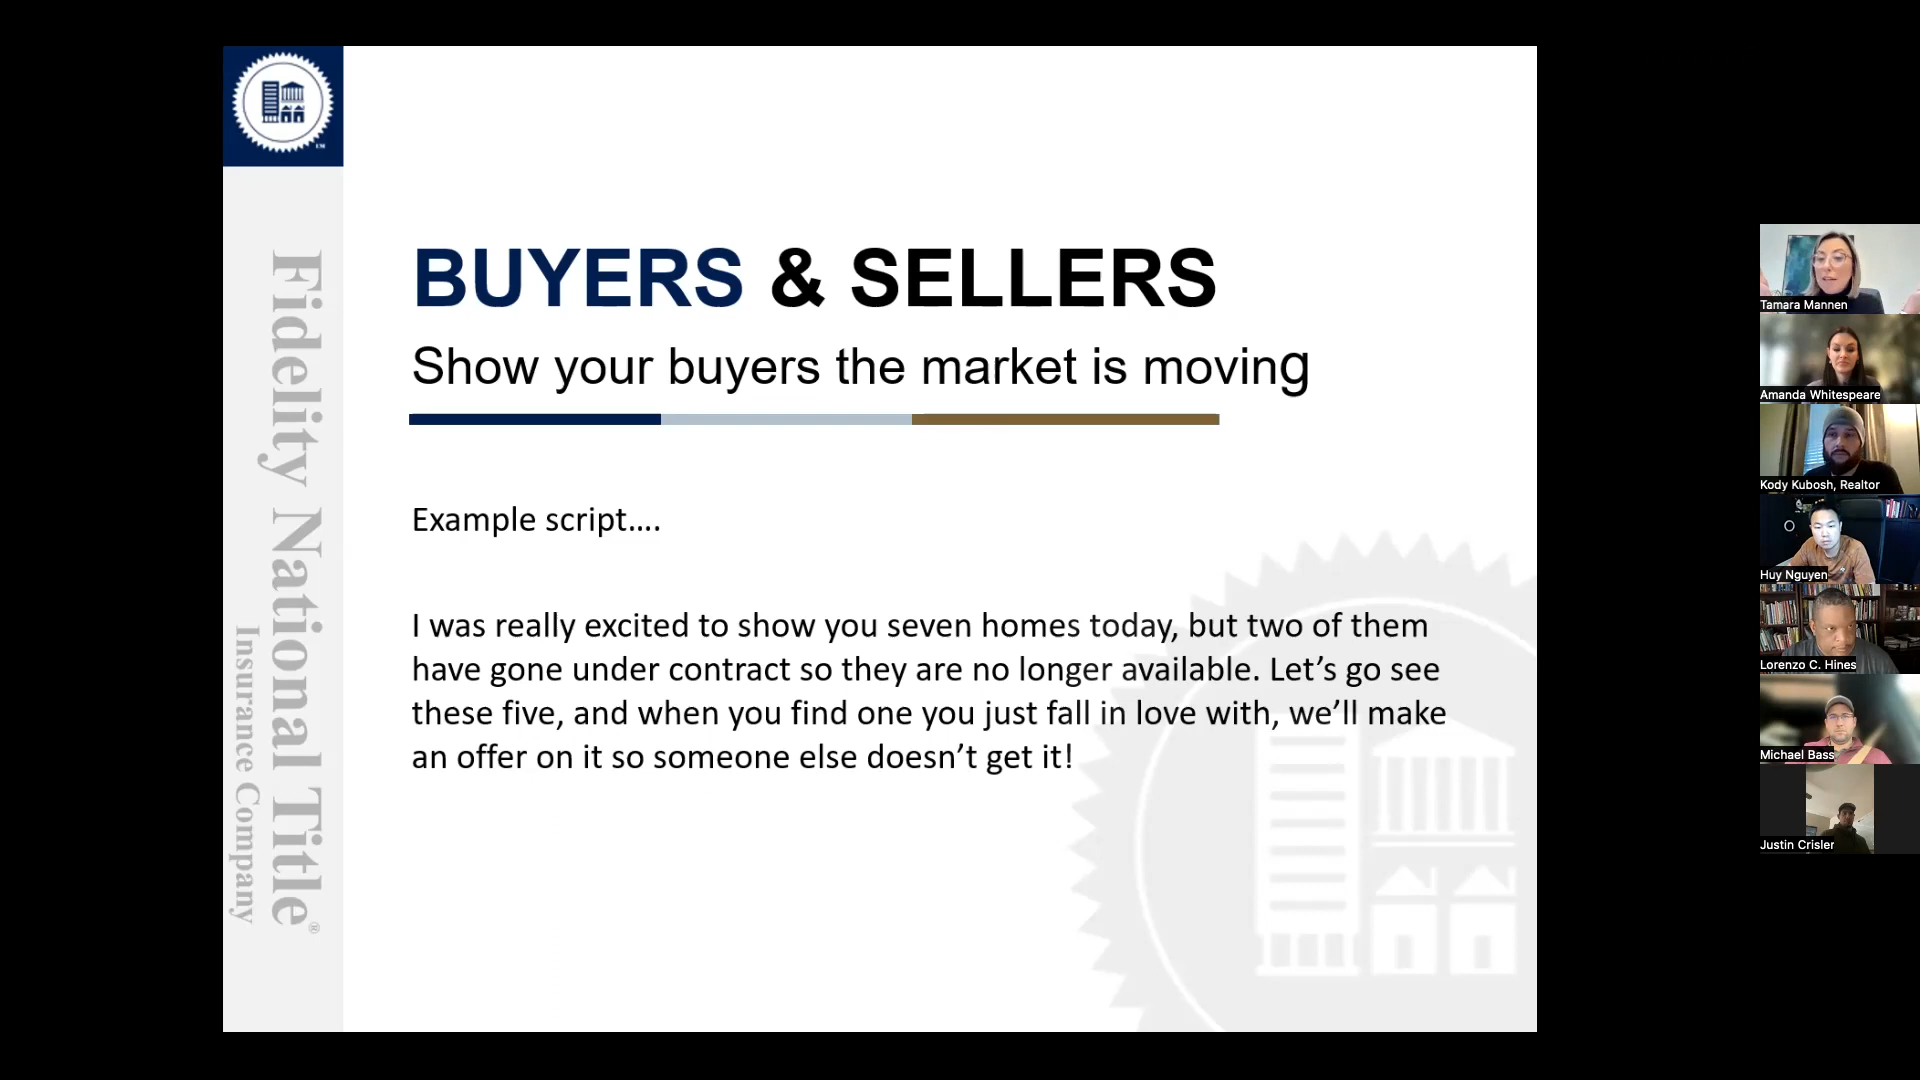 BUYERS & SELLERS
Show your buyers the market is moving
Example script....
I was really excited to show you seven homes today, but two of them
have gone under contract so they are no longer available. Let’s go see
these five, and when you find one you just fall in love with, we’ll make
an offer on it so someone else doesn’t get it!
Fidelity National Title®
Insurance Company
Tamara Mannen
Amanda Whitespeare
Kody Kubosh, Realtor
Huy Nguyen
Lorenzo C. Hines
Michael Bass
Justin Crisler